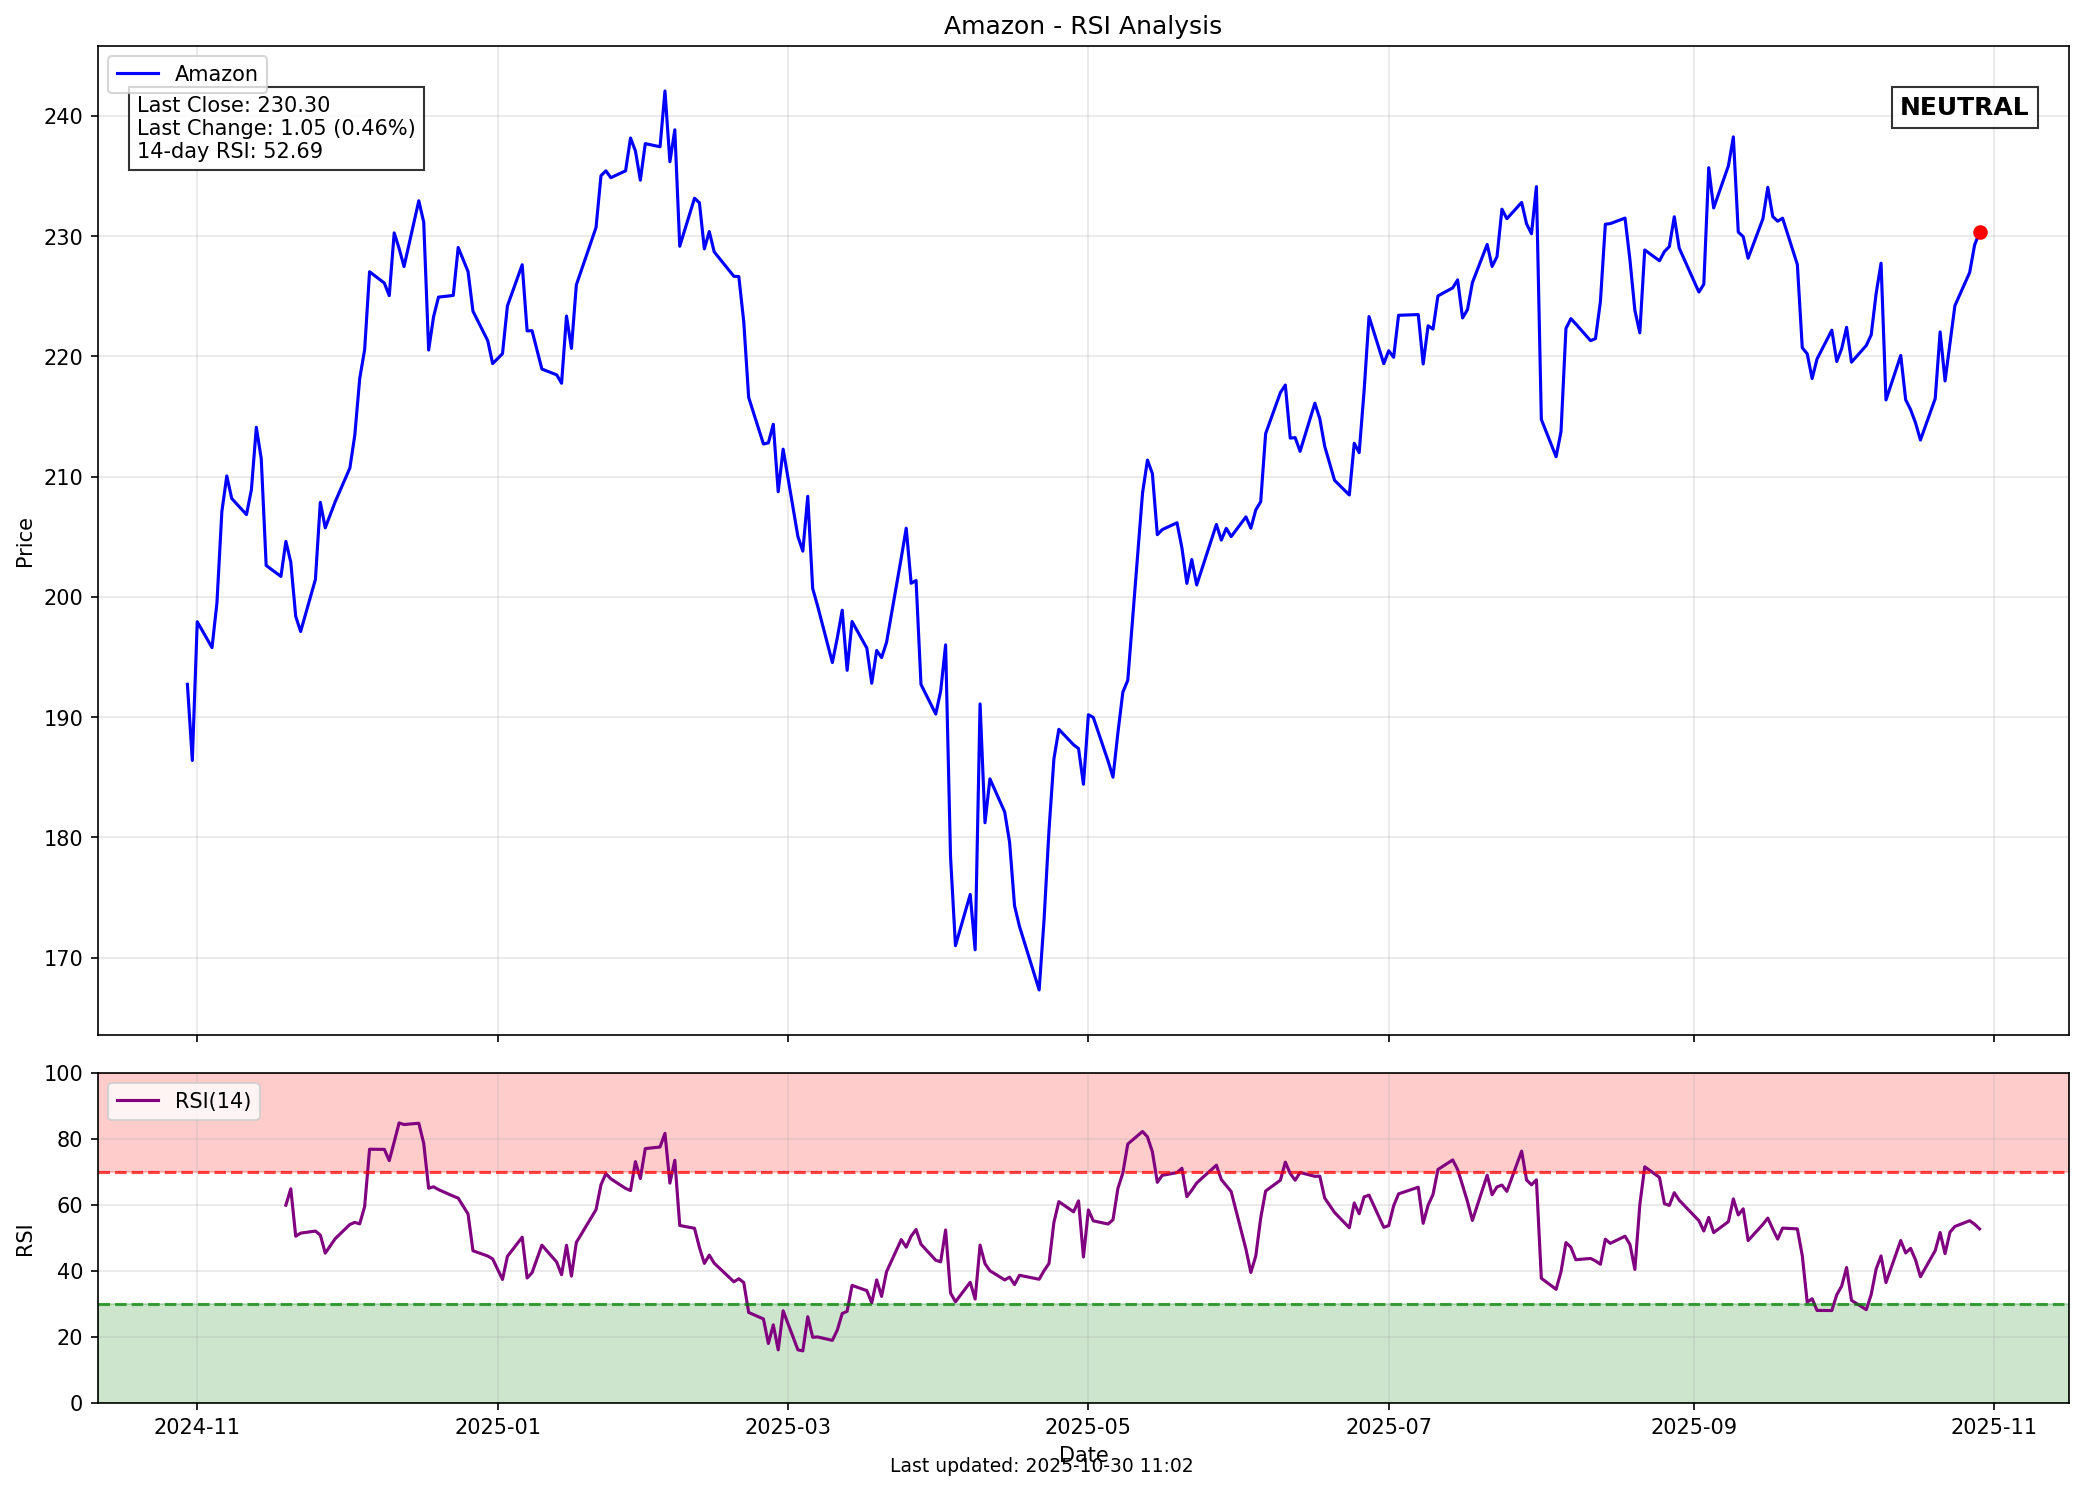 Amazon - RSI Analysis
Amazon
Last Close: 230.30
Last Change: 1.05 (0.46%)
14-day RSI: 52.69
NEUTRAL
240
230
220
210
200
190
180
170
Price
100
80
60
40
20
0
RSI
RSI(14)
2024-11
2025-01
2025-03
2025-05
2025-07
2025-09
2025-11
Date
Last updated: 2025-10-30 11:02